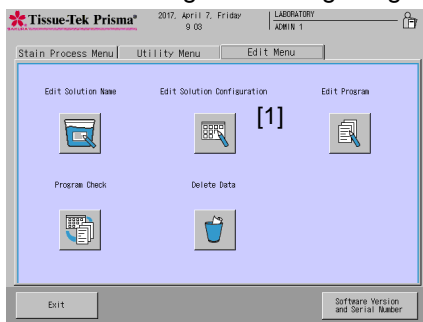 Tissue-Tek Prisma®
SAKURA
2017, April 7, Friday
9 03
LABORATORY
ADMIN 1
Stain Process Menu
Utility Menu
Edit Menu
Edit Solution Name
Edit Solution Configuration
Edit Program
[1]
Program Check
Delete Data
Exit
Software Version
and Serial Number